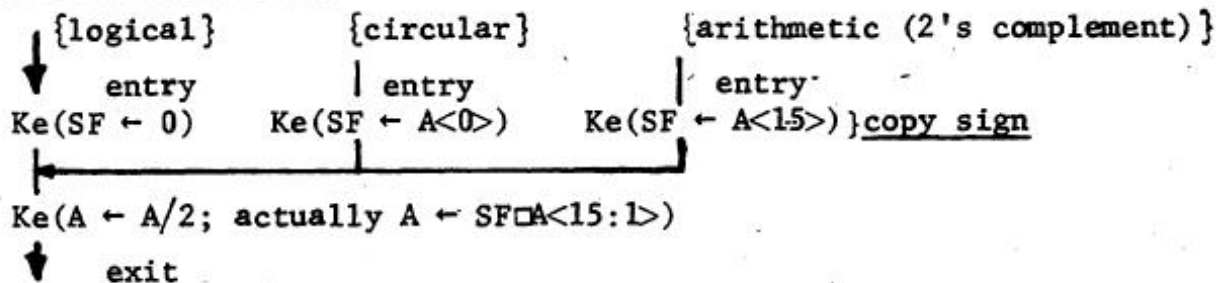 {logical} {circular} {arithmetic (2's complement)}
entry entry entry
Ke(SF ← 0) Ke(SF ← A<0>) Ke(SF ← A<15>)}copy sign
Ke(A ← A/2; actually A ← SF□A<15:1>)
exit